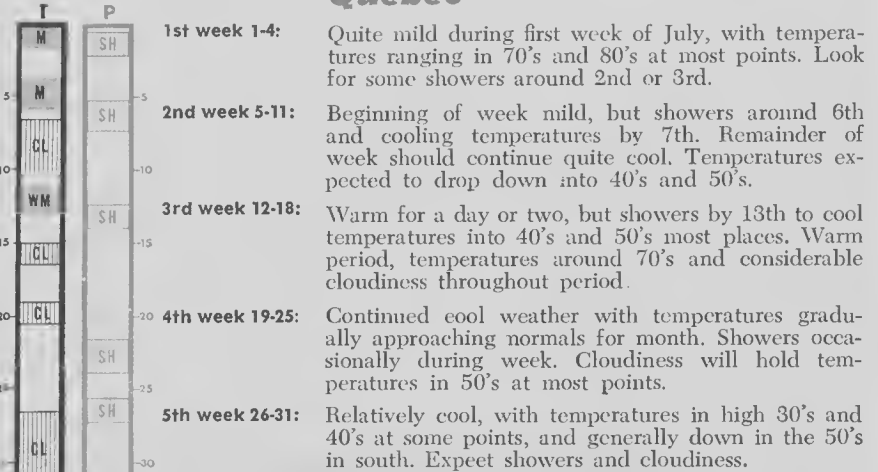 Quebec
T P
M
SH
5
M
5
SH
CL
10
10
WM
SH
15
15
CL
20
CL
20
SH
25
SH
CL
30
1st week 1-4:
Quite mild during first week of July, with tempera-
tures ranging in 70's and 80's at most points. Look
for some showers around 2nd or 3rd.
2nd week 5-11:
Beginning of week mild, but showers around 6th
and cooling temperatures by 7th. Remainder of
week should continue quite cool. Temperatures ex-
pected to drop down into 40's and 50's.
3rd week 12-18:
Warm for a day or two, but showers by 13th to cool
temperatures into 40's and 50's most places. Warm
period, temperatures around 70's and considerable
cloudiness throughout period.
4th week 19-25:
Continued cool weather with temperatures gradu-
ally approaching normals for month. Showers occa-
sionally during week. Cloudiness will hold tem-
peratures in 50's at most points.
5th week 26-31:
Relatively cool, with temperatures in high 30's and
40's at some points, and generally down in the 50's
in south. Expect showers and cloudiness.